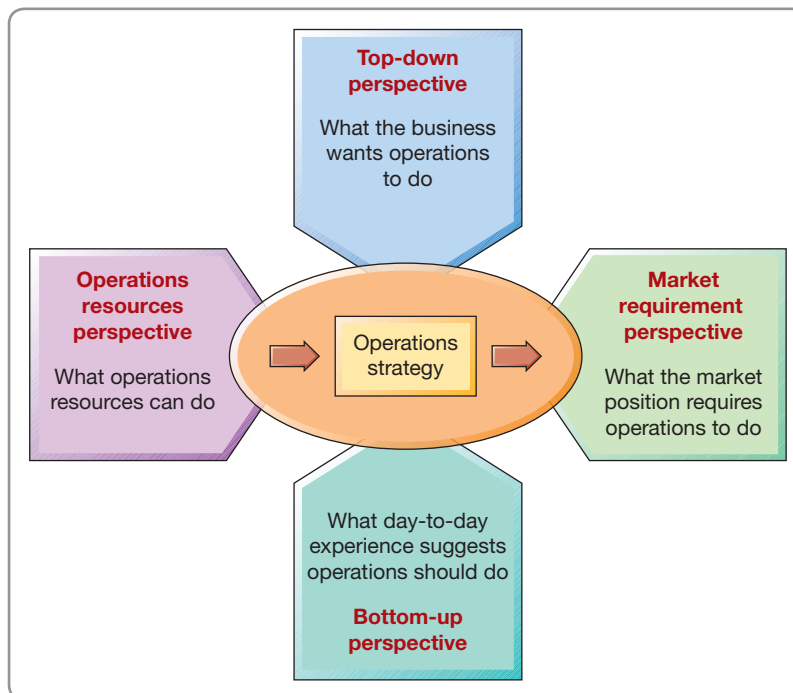 Top-down
perspective
What the business
wants operations
to do
Operations
resources
perspective
What operations
resources can do
Operations
strategy
Market
requirement
perspective
What the market
position requires
operations to do
What day-to-day
experience suggests
operations should do
Bottom-up
perspective